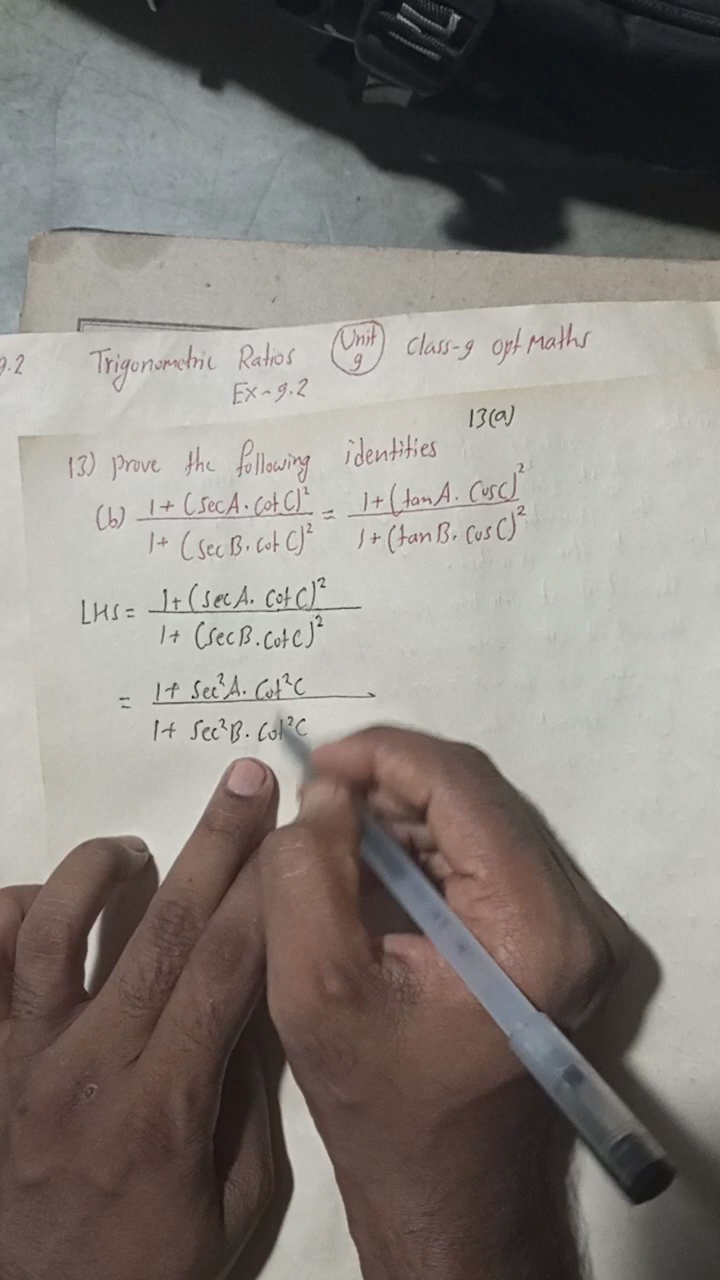 9.2 Trigonometric Ratios Unit 9 Class-9 Opt Maths
Ex-9.2
13(a)
13) prove the following identities
(b) 1+(secA.CotC)² / 1+(SecB.CotC)² = 1+(tanA.CosC)² / 1+(tanB.CosC)²
LHS = 1+(secA.CotC)² / 1+(SecB.CotC)²
= 1+Sec²A.Cot²C / 1+Sec²B.Cot²C